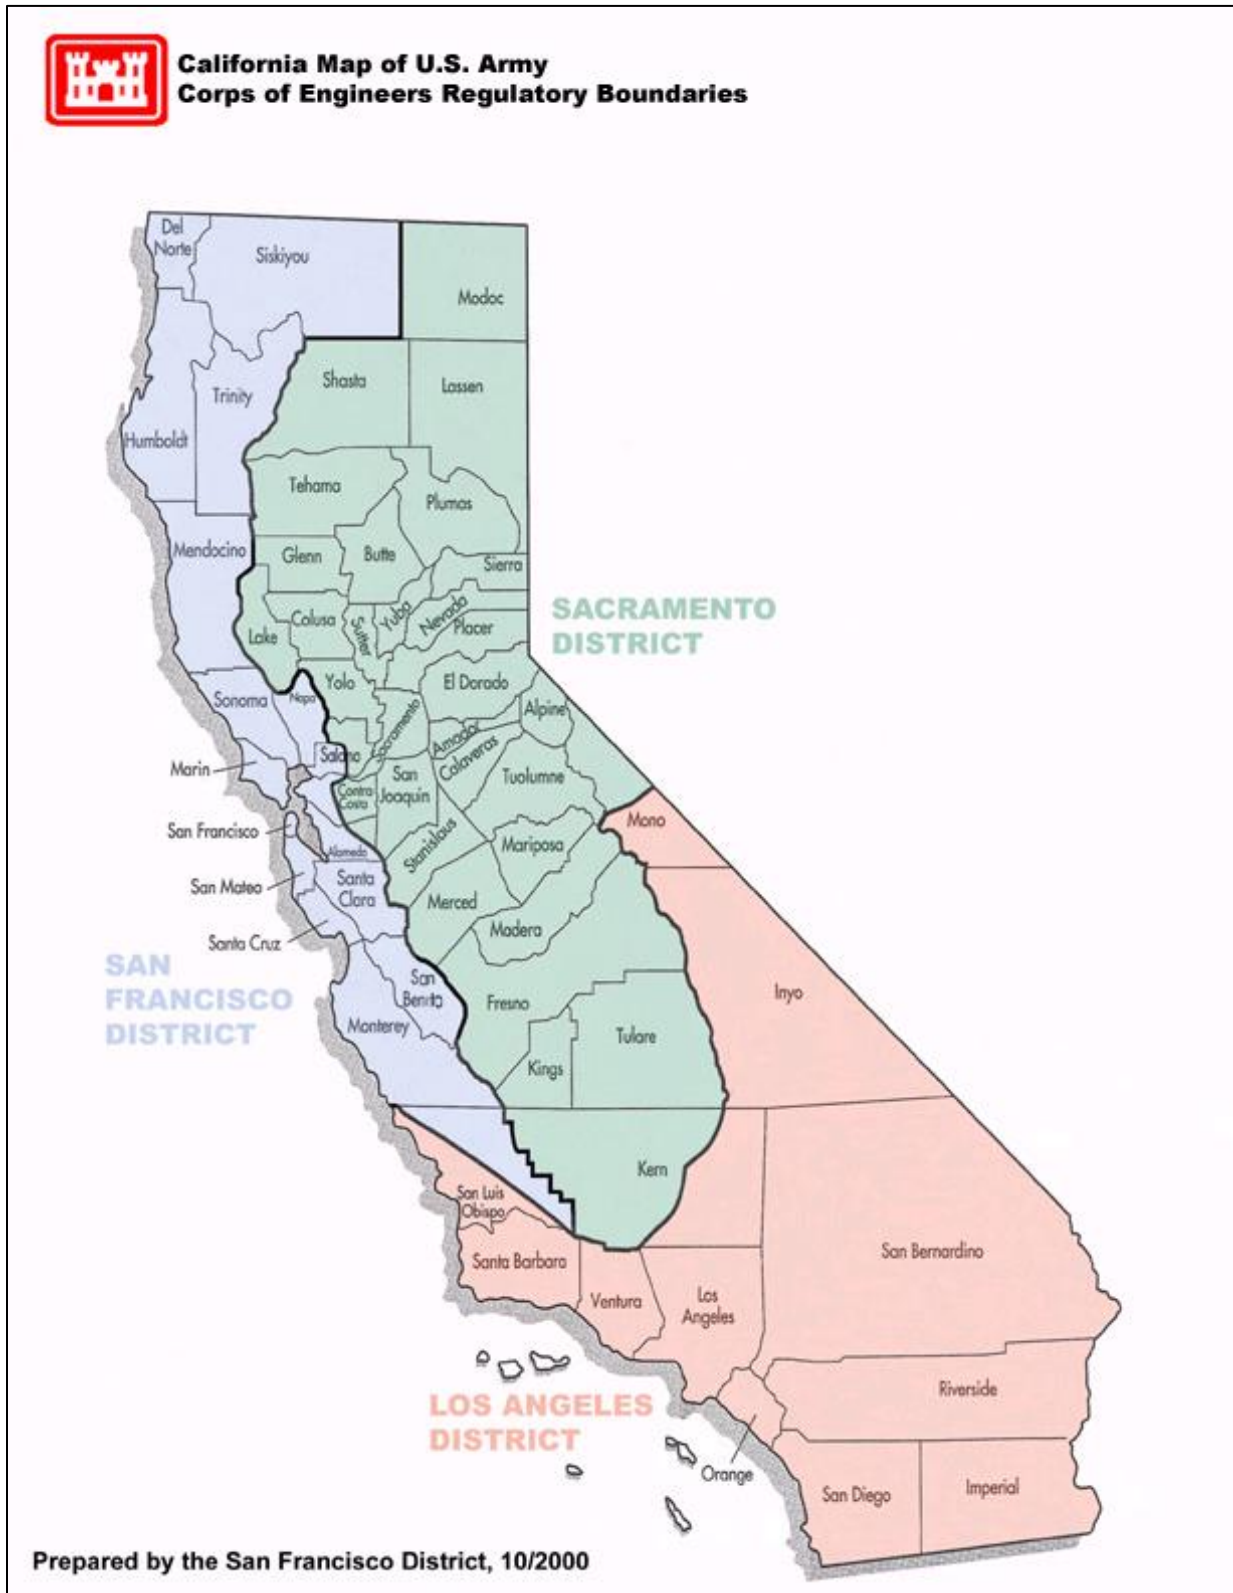 California Map of U.S. Army
Corps of Engineers Regulatory Boundaries
Del
Norte
Siskiyou
Modoc
Shasta
Lassen
Trinity
Humboldt
Tehama
Plumas
Mendocino
Glenn
Butte
Sierra
Lake
Colusa
Sutter
Yuba
Nevada
Placer
SACRAMENTO
DISTRICT
Sonoma
Napa
Yolo
El Dorado
Alpine
Sacramento
Amador
Calaveras
Marin
Solano
Contra
Costa
San
Joaquin
Tuolumne
San Francisco
Alameda
Stanislaus
Mariposa
Mono
San Mateo
Santa
Clara
Merced
Madera
Santa Cruz
SAN
FRANCISCO
DISTRICT
San
Benito
Monterey
Fresno
Inyo
Kings
Tulare
Kern
San Luis
Obispo
Santa Barbara
Ventura
Los
Angeles
San Bernardino
LOS ANGELES
DISTRICT
Riverside
Orange
San Diego
Imperial
Prepared by the San Francisco District, 10/2000